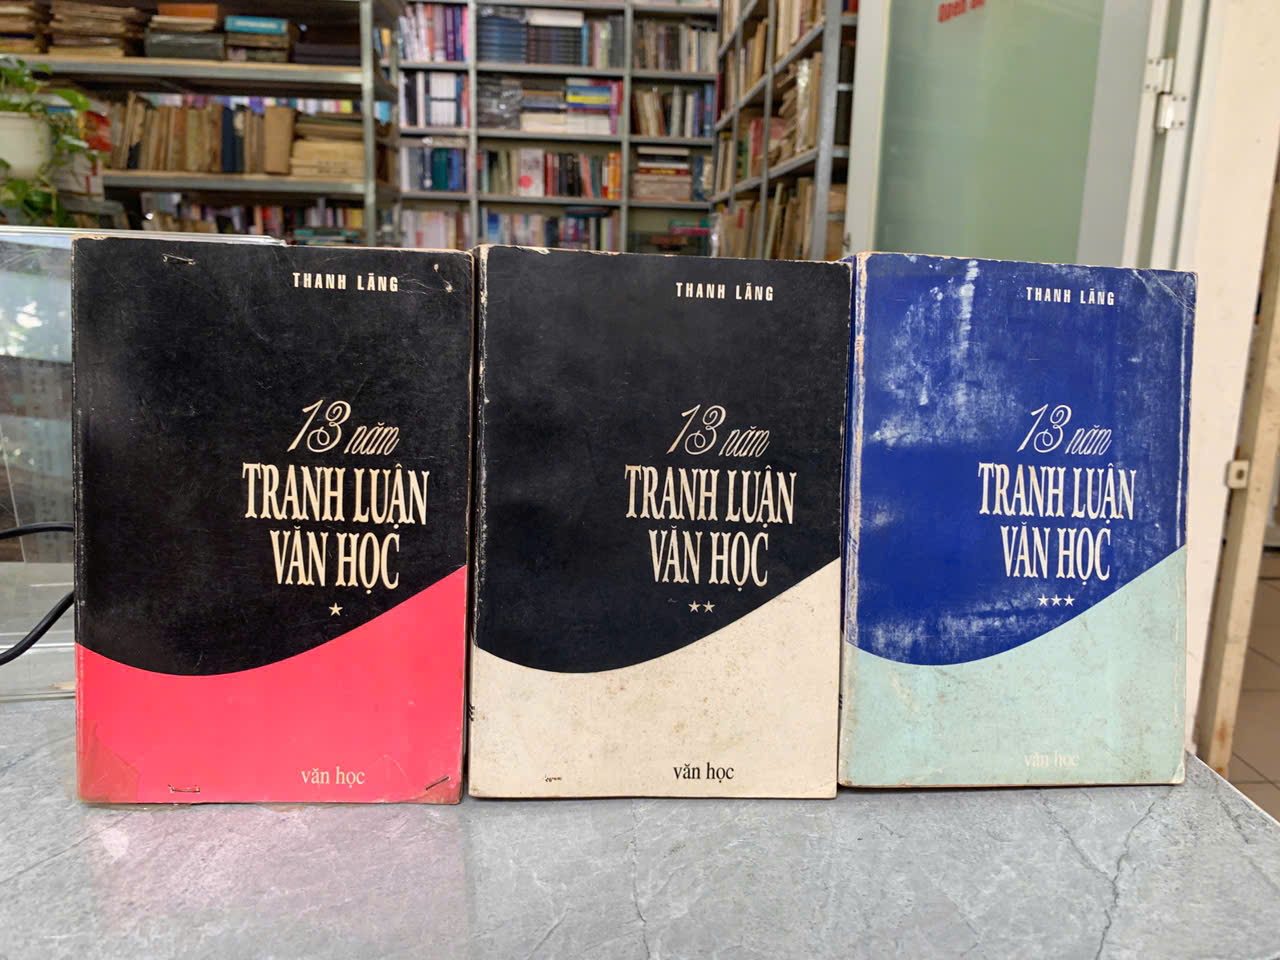 THANH LÃNG
13 năm
TRANH LUẬN
VĂN HỌC
★
văn học
THANH LÃNG
13 năm
TRANH LUẬN
VĂN HỌC
★★
văn học
THANH LÃNG
13 năm
TRANH LUẬN
VĂN HỌC
★★★
văn học